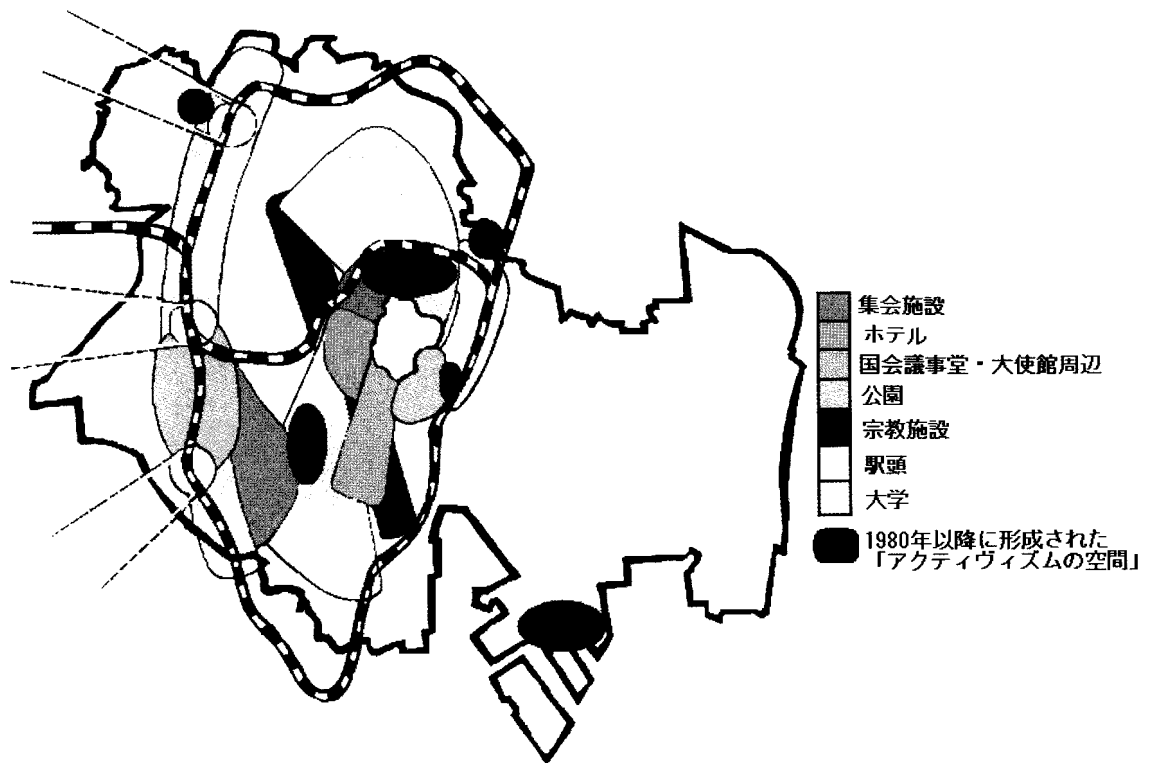 集会施設
ホテル
国会議事堂・大使館周辺
公園
宗教施設
駅頭
大学
1980年以降に形成された
「アクティヴィズムの空間」